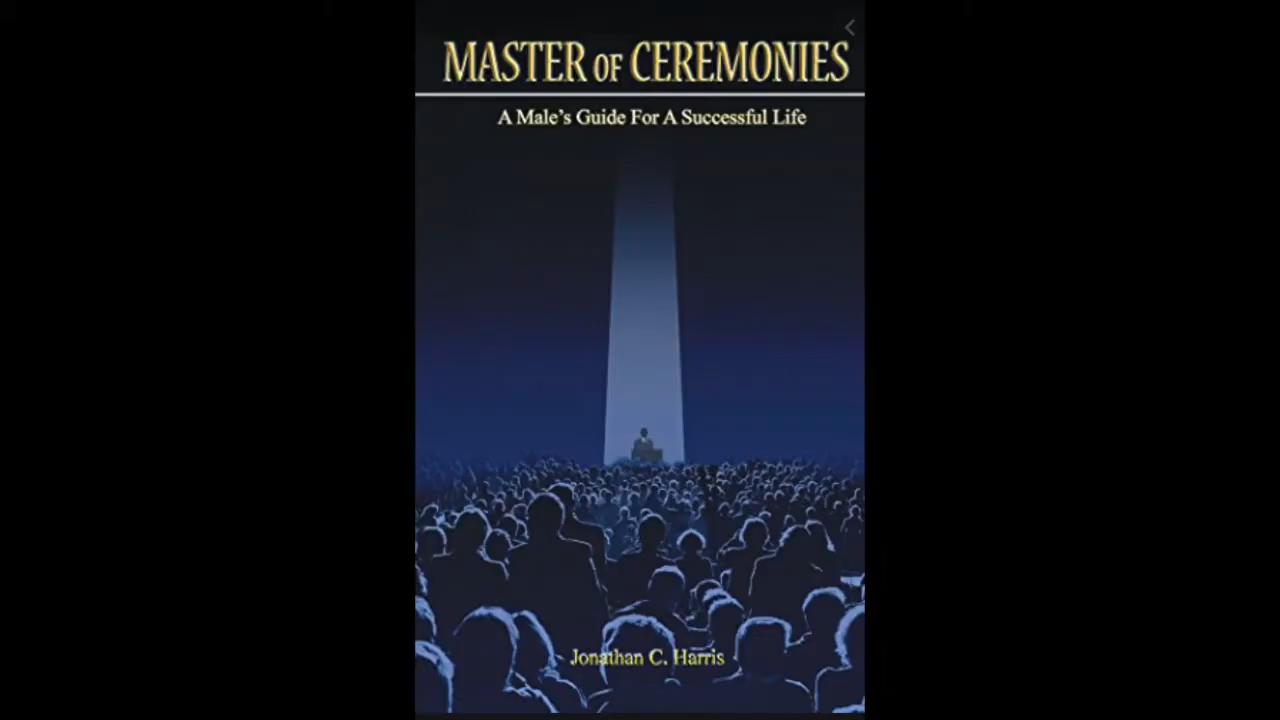 MASTER OF CEREMONIES
A Male's Guide For A Successful Life
Jonathan C. Harris